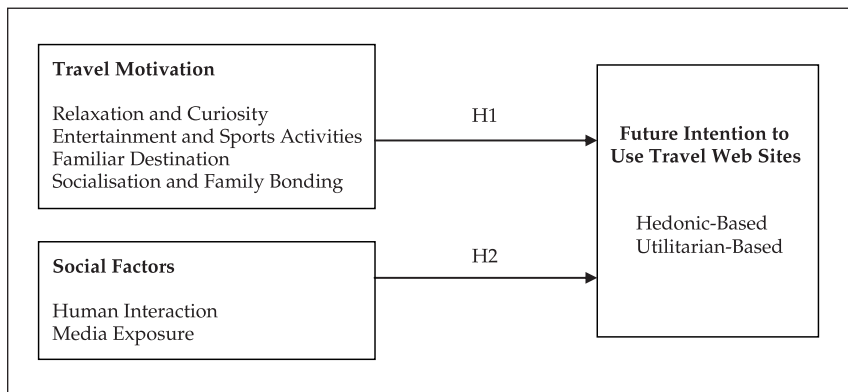 Travel Motivation
Relaxation and Curiosity
Entertainment and Sports Activities
Familiar Destination
Socialisation and Family Bonding
H1
Future Intention to
Use Travel Web Sites
Hedonic-Based
Utilitarian-Based
Social Factors
Human Interaction
Media Exposure
H2